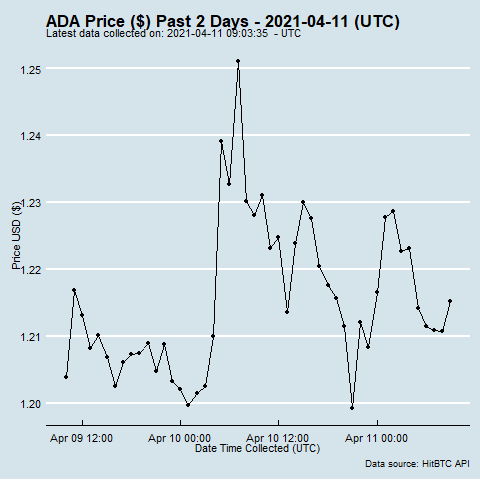 ADA Price ($) Past 2 Days - 2021-04-11 (UTC)
Latest data collected on: 2021-04-11 09:03:35 - UTC
1.25
1.24
1.23
1.22
1.21
1.20
Price USD ($)
Apr 09 12:00
Apr 10 00:00
Apr 10 12:00
Apr 11 00:00
Date Time Collected (UTC)
Data source: HitBTC API